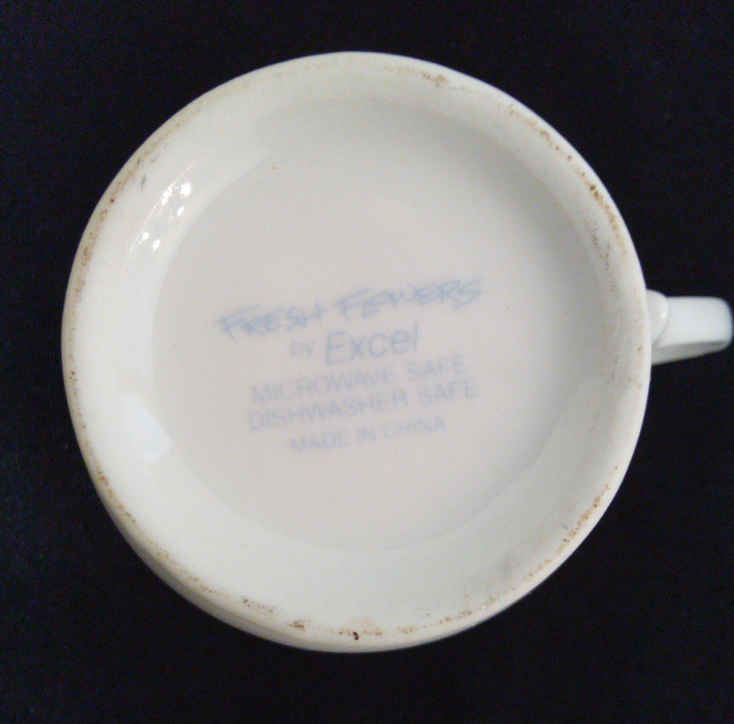 FRESH FLOWERS
by Excel
MICROWAVE SAFE
DISHWASHER SAFE
MADE IN CHINA